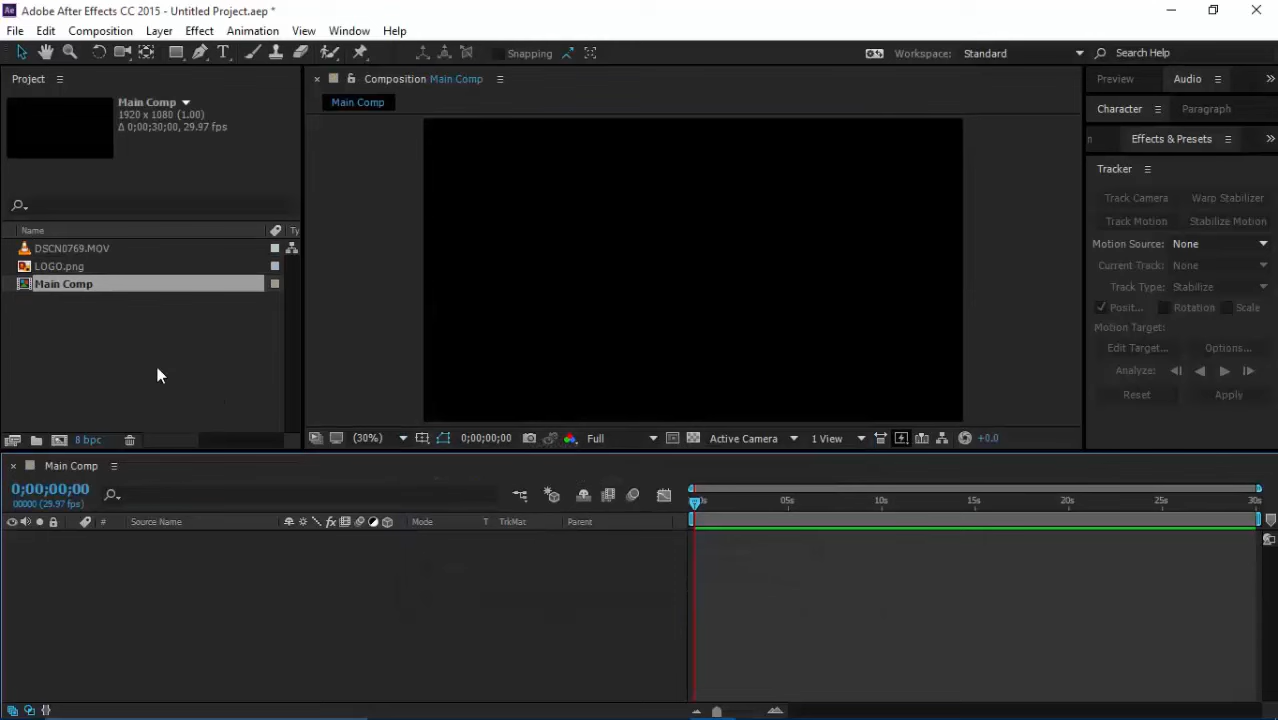 Ae Adobe After Effects CC 2015 - Untitled Project.aep *
File Edit Composition Layer Effect Animation View Window Help
Snapping Workspace: Standard Search Help
Project
Composition Main Comp
Preview Audio
Main Comp
1920 x 1080 (1.00)
Δ 0;00;30;00, 29.97 fps
Main Comp
Character Paragraph
Effects & Presets
Tracker
Track Camera Warp Stabilizer
Track Motion Stabilize Motion
Motion Source: None
Current Track: None
Track Type: Stabilize
Posit... Rotation Scale
Motion Target:
Edit Target... Options...
Analyze:
Reset Apply
Name Ty
DSCN0769.MOV
LOGO.png
Main Comp
8 bpc
(30%) 0;00;00;00 Full Active Camera 1 View +0.0
Main Comp
0;00;00;00
00000 (29.97 fps)
0s 05s 10s 15s 20s 25s 30s
# Source Name fx Mode T TrkMat Parent